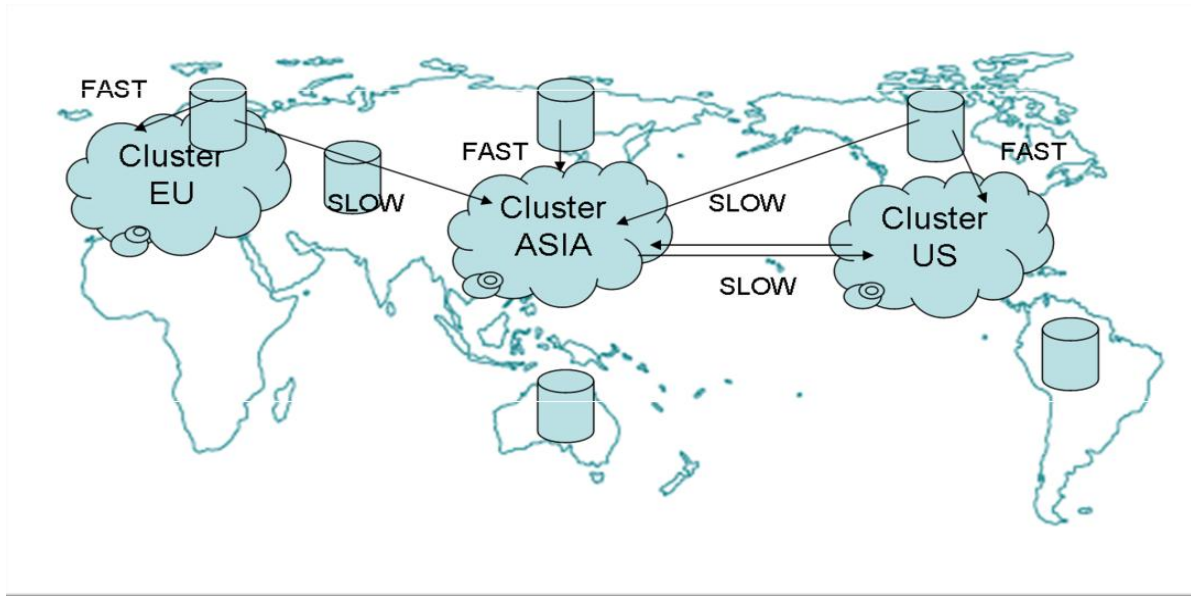 FAST
Cluster
EU
SLOW
FAST
Cluster
ASIA
SLOW
SLOW
FAST
Cluster
US